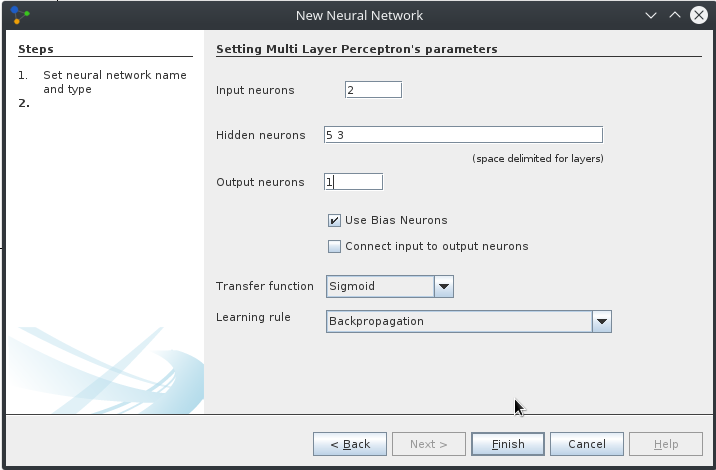 New Neural Network
Steps
1. Set neural network name
and type
2.
Setting Multi Layer Perceptron's parameters
Input neurons 2
Hidden neurons 5 3
(space delimited for layers)
Output neurons 1
Use Bias Neurons
Connect input to output neurons
Transfer function Sigmoid
Learning rule Backpropagation
< Back Next > Finish Cancel Help